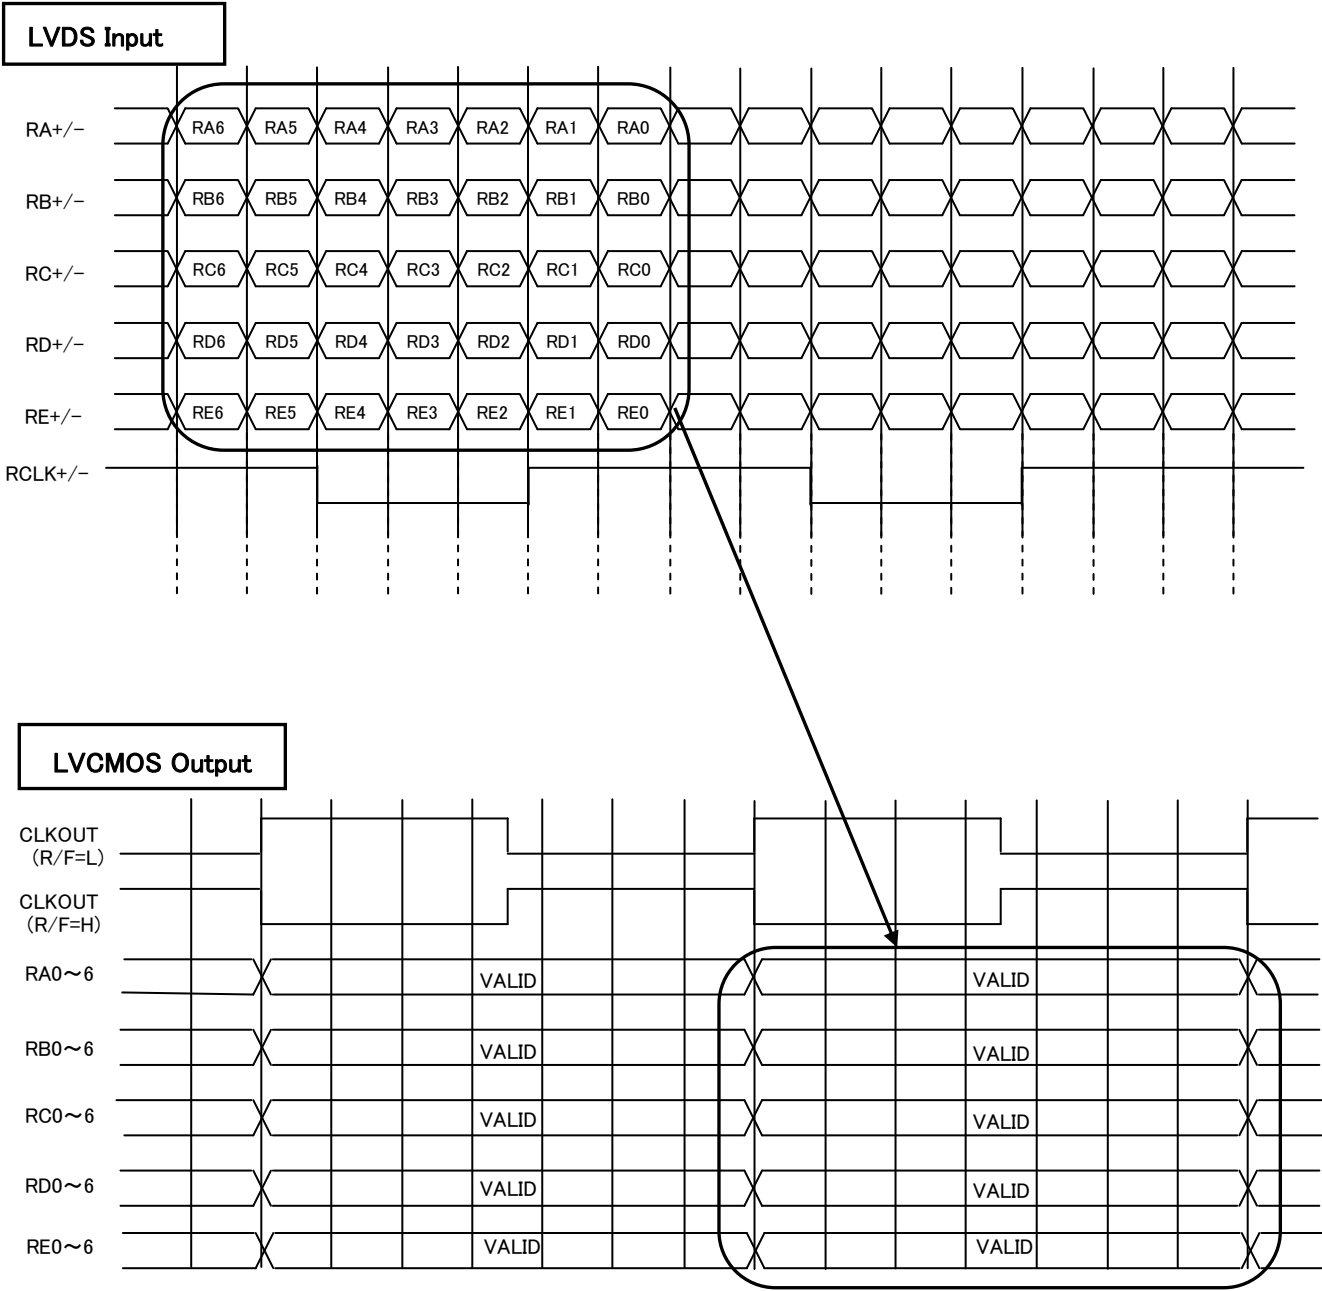 LVDS Input
RA+/- RA6 RA5 RA4 RA3 RA2 RA1 RA0
RB+/- RB6 RB5 RB4 RB3 RB2 RB1 RB0
RC+/- RC6 RC5 RC4 RC3 RC2 RC1 RC0
RD+/- RD6 RD5 RD4 RD3 RD2 RD1 RD0
RE+/- RE6 RE5 RE4 RE3 RE2 RE1 RE0
RCLK+/-
LVCMOS Output
CLKOUT
(R/F=L)
CLKOUT
(R/F=H)
RA0～6 VALID VALID
RB0～6 VALID VALID
RC0～6 VALID VALID
RD0～6 VALID VALID
RE0～6 VALID VALID